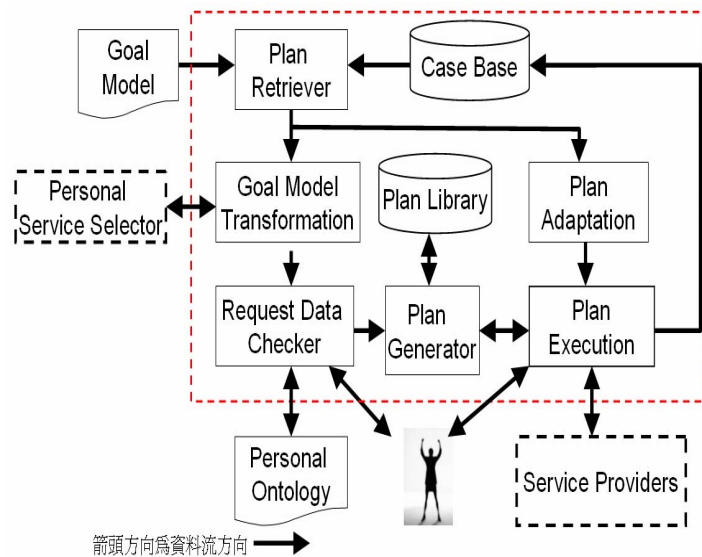 Goal
Model
Plan
Retriever
Case Base
Personal
Service Selector
Goal Model
Transformation
Plan Library
Plan
Adaptation
Request Data
Checker
Plan
Generator
Plan
Execution
Personal
Ontology
Service Providers
箭頭方向為資料流方向